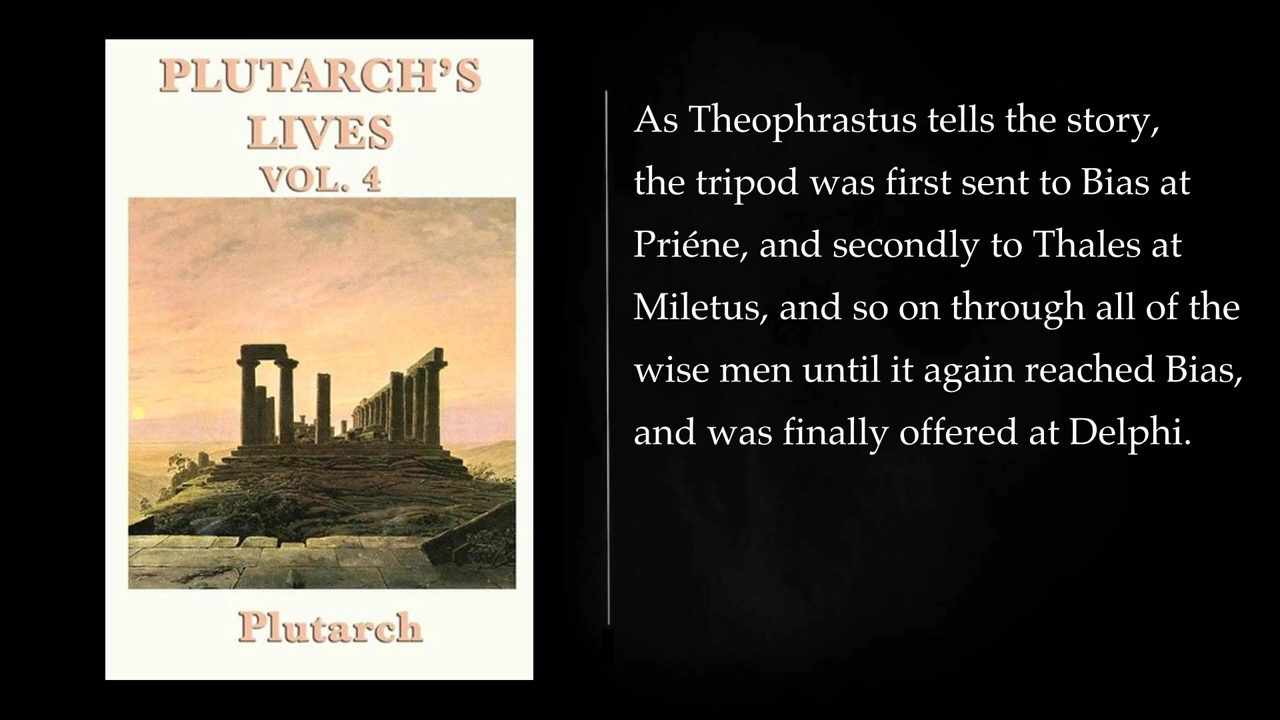 PLUTARCH'S
LIVES
VOL. 4
Plutarch
As Theophrastus tells the story,
the tripod was first sent to Bias at
Priéne, and secondly to Thales at
Miletus, and so on through all of the
wise men until it again reached Bias,
and was finally offered at Delphi.